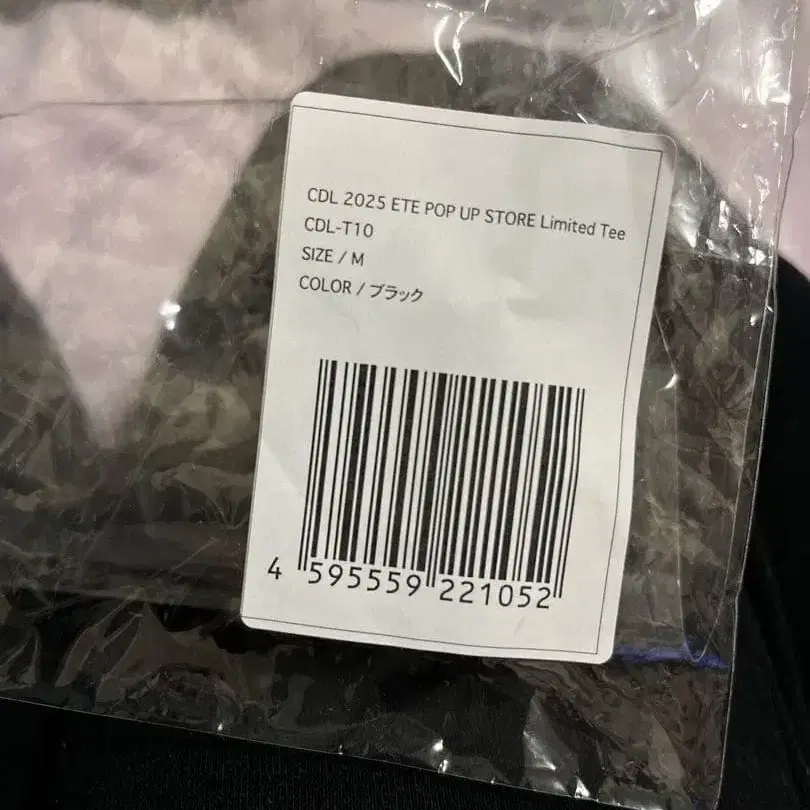 CDL 2025 ETE POP UP STORE Limited Tee
CDL-T10
SIZE / M
COLOR / ブラック
4 595559 221052